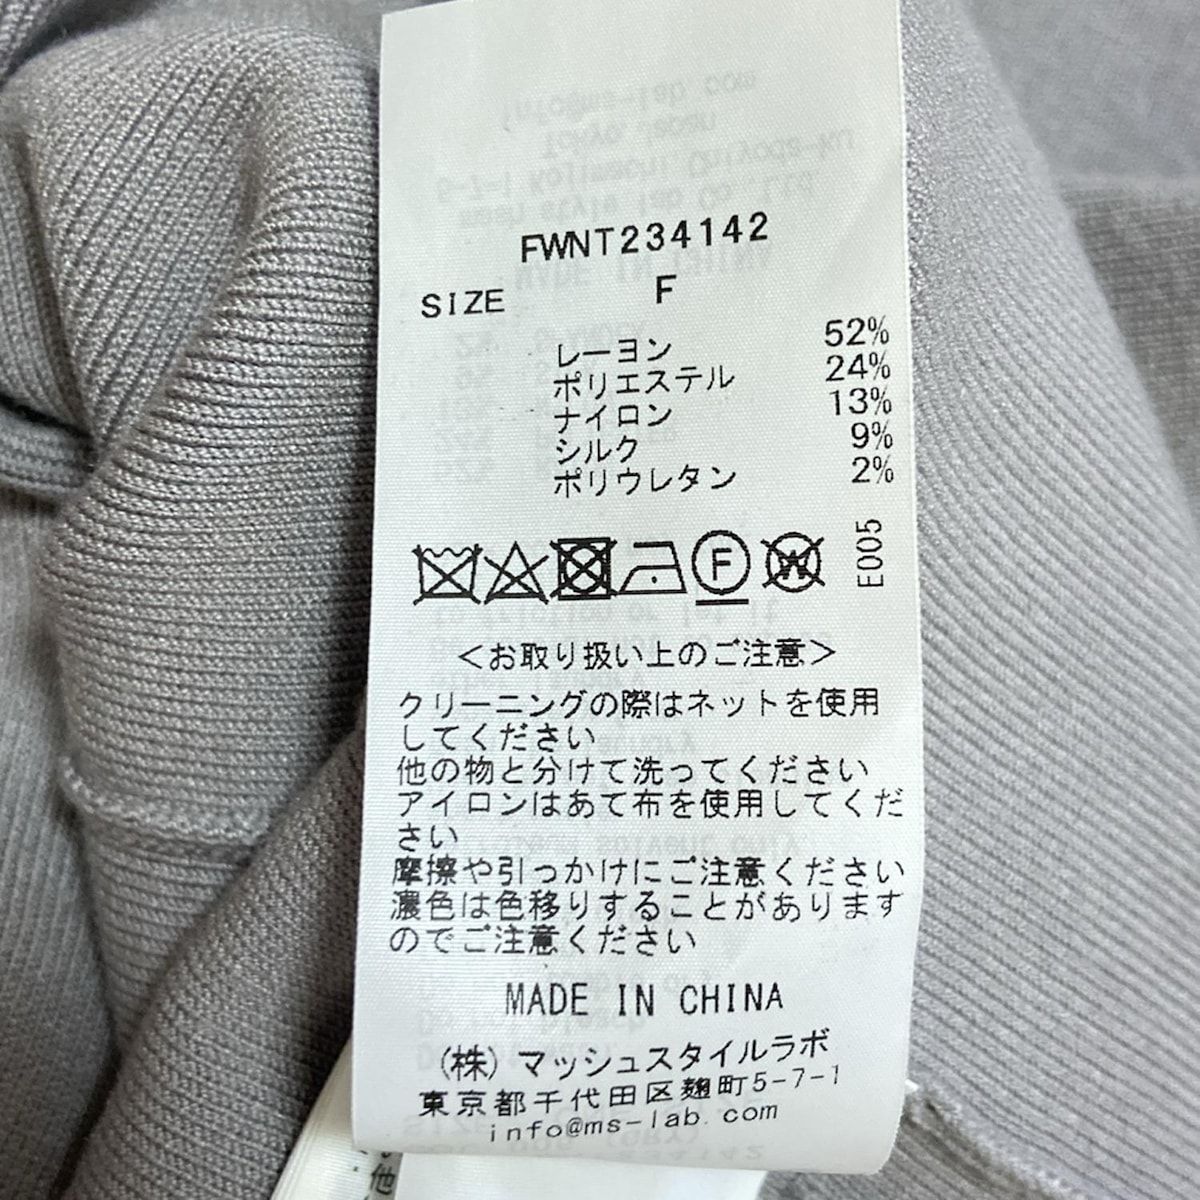 FWNT234142
SIZE F
レーヨン 52%
ポリエステル 24%
ナイロン 13%
シルク 9%
ポリウレタン 2%
F
W
E005
<お取り扱い上のご注意>
クリーニングの際はネットを使用
してください
他の物と分けて洗ってください
アイロンはあて布を使用してくだ
さい
摩擦や引っかけにご注意ください
濃色は色移りすることがあります
のでご注意ください
MADE IN CHINA
(株)マッシュスタイルラボ
東京都千代田区麹町5-7-1
info@ms-lab.com